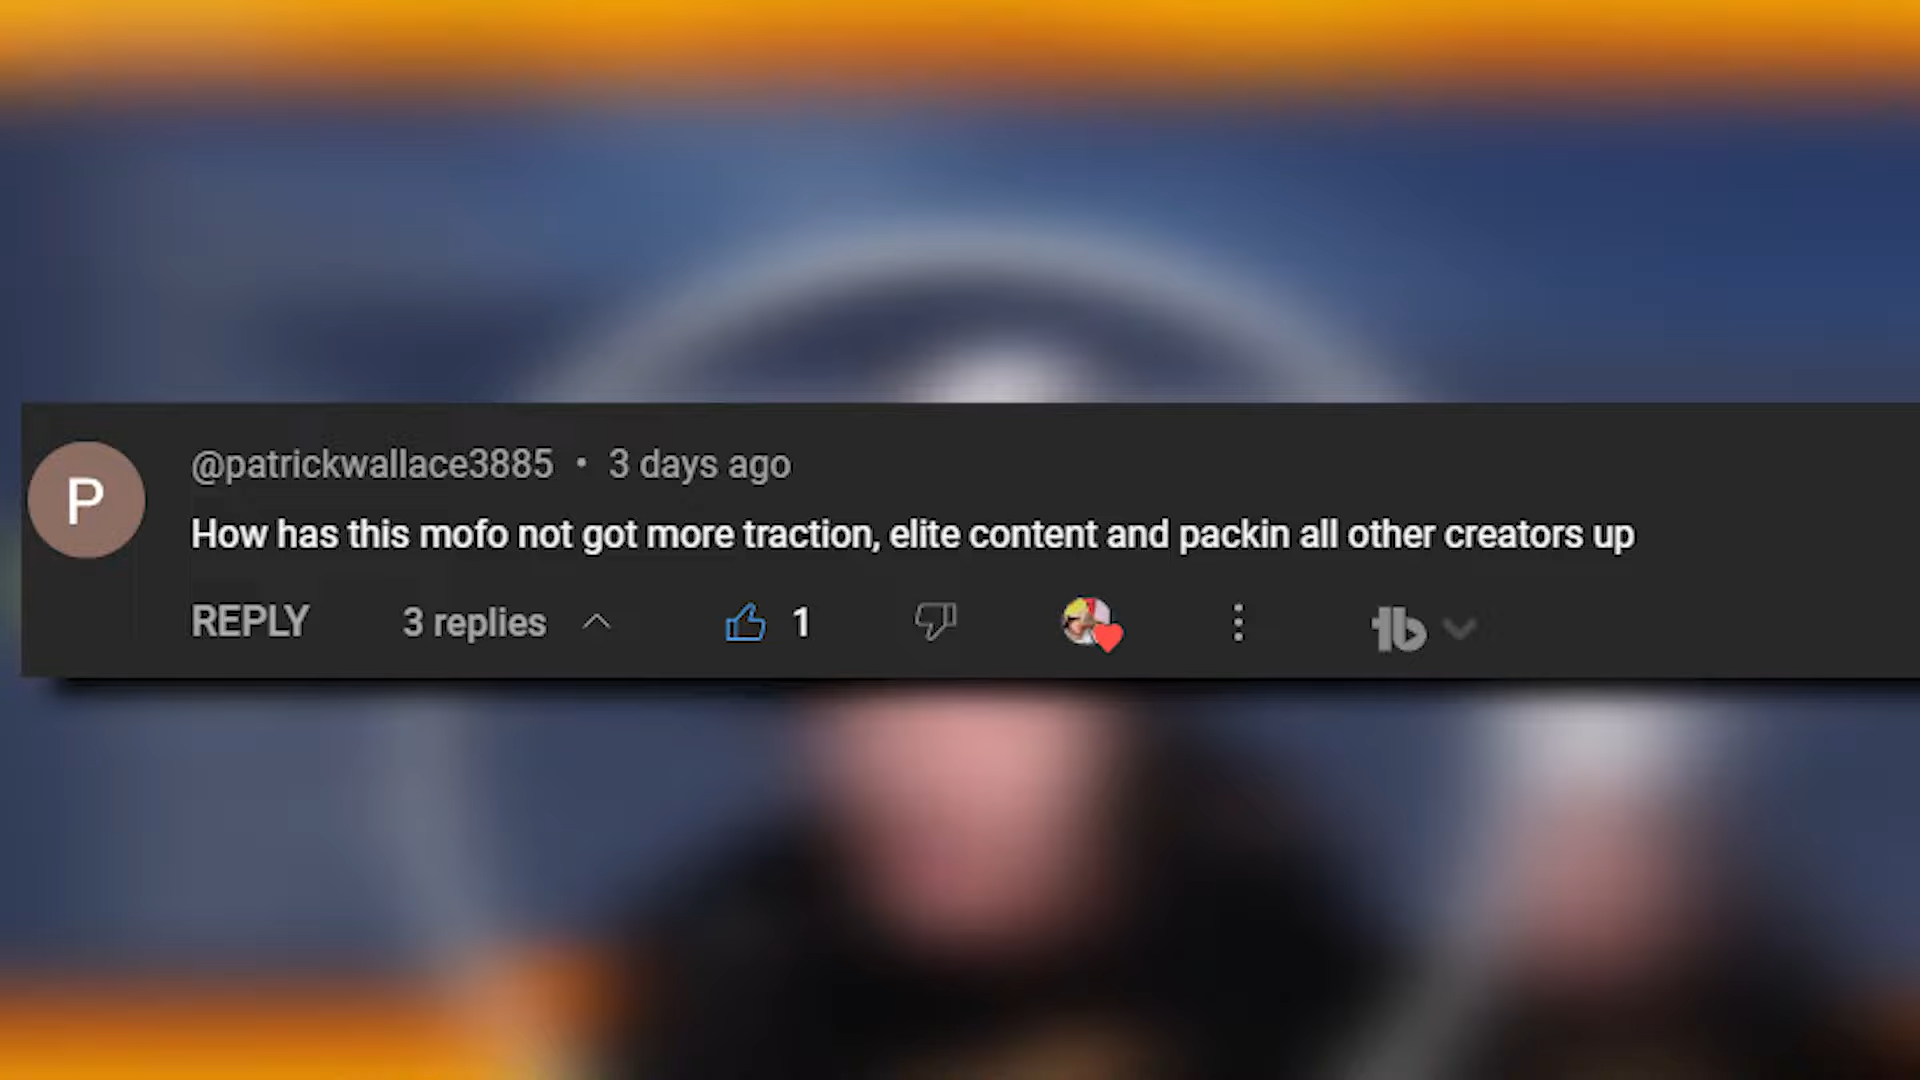 P
@patrickwallace3885 • 3 days ago
How has this mofo not got more traction, elite content and packin all other creators up
REPLY 3 replies 1
tb